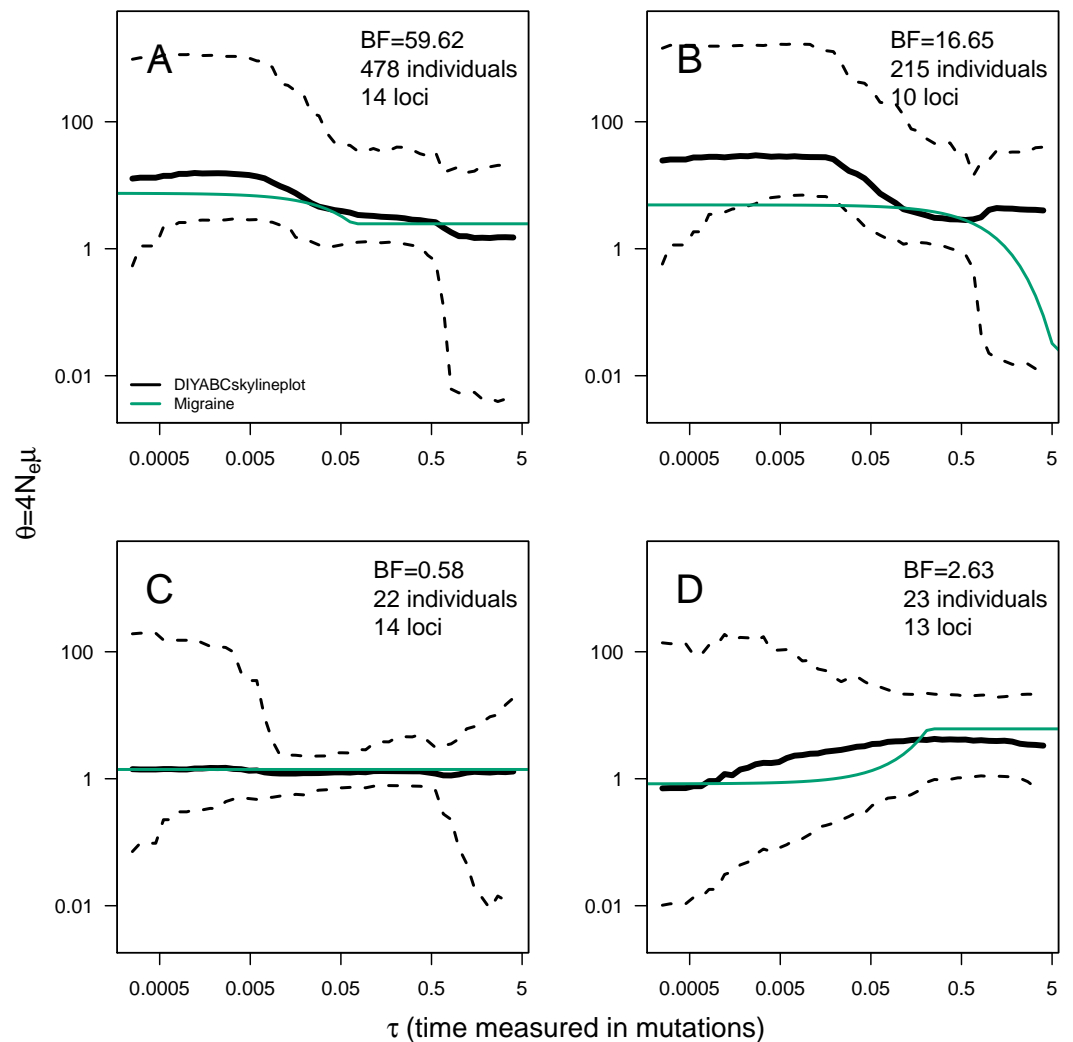 A
BF=59.62
478 individuals
14 loci
100
1
0.01
DIYABCskylineplot
Migraine
0.0005 0.005 0.05 0.5 5
B
BF=16.65
215 individuals
10 loci
100
1
0.01
0.0005 0.005 0.05 0.5 5
θ=4Neμ
C
BF=0.58
22 individuals
14 loci
100
1
0.01
0.0005 0.005 0.05 0.5 5
D
BF=2.63
23 individuals
13 loci
100
1
0.01
0.0005 0.005 0.05 0.5 5
τ (time measured in mutations)